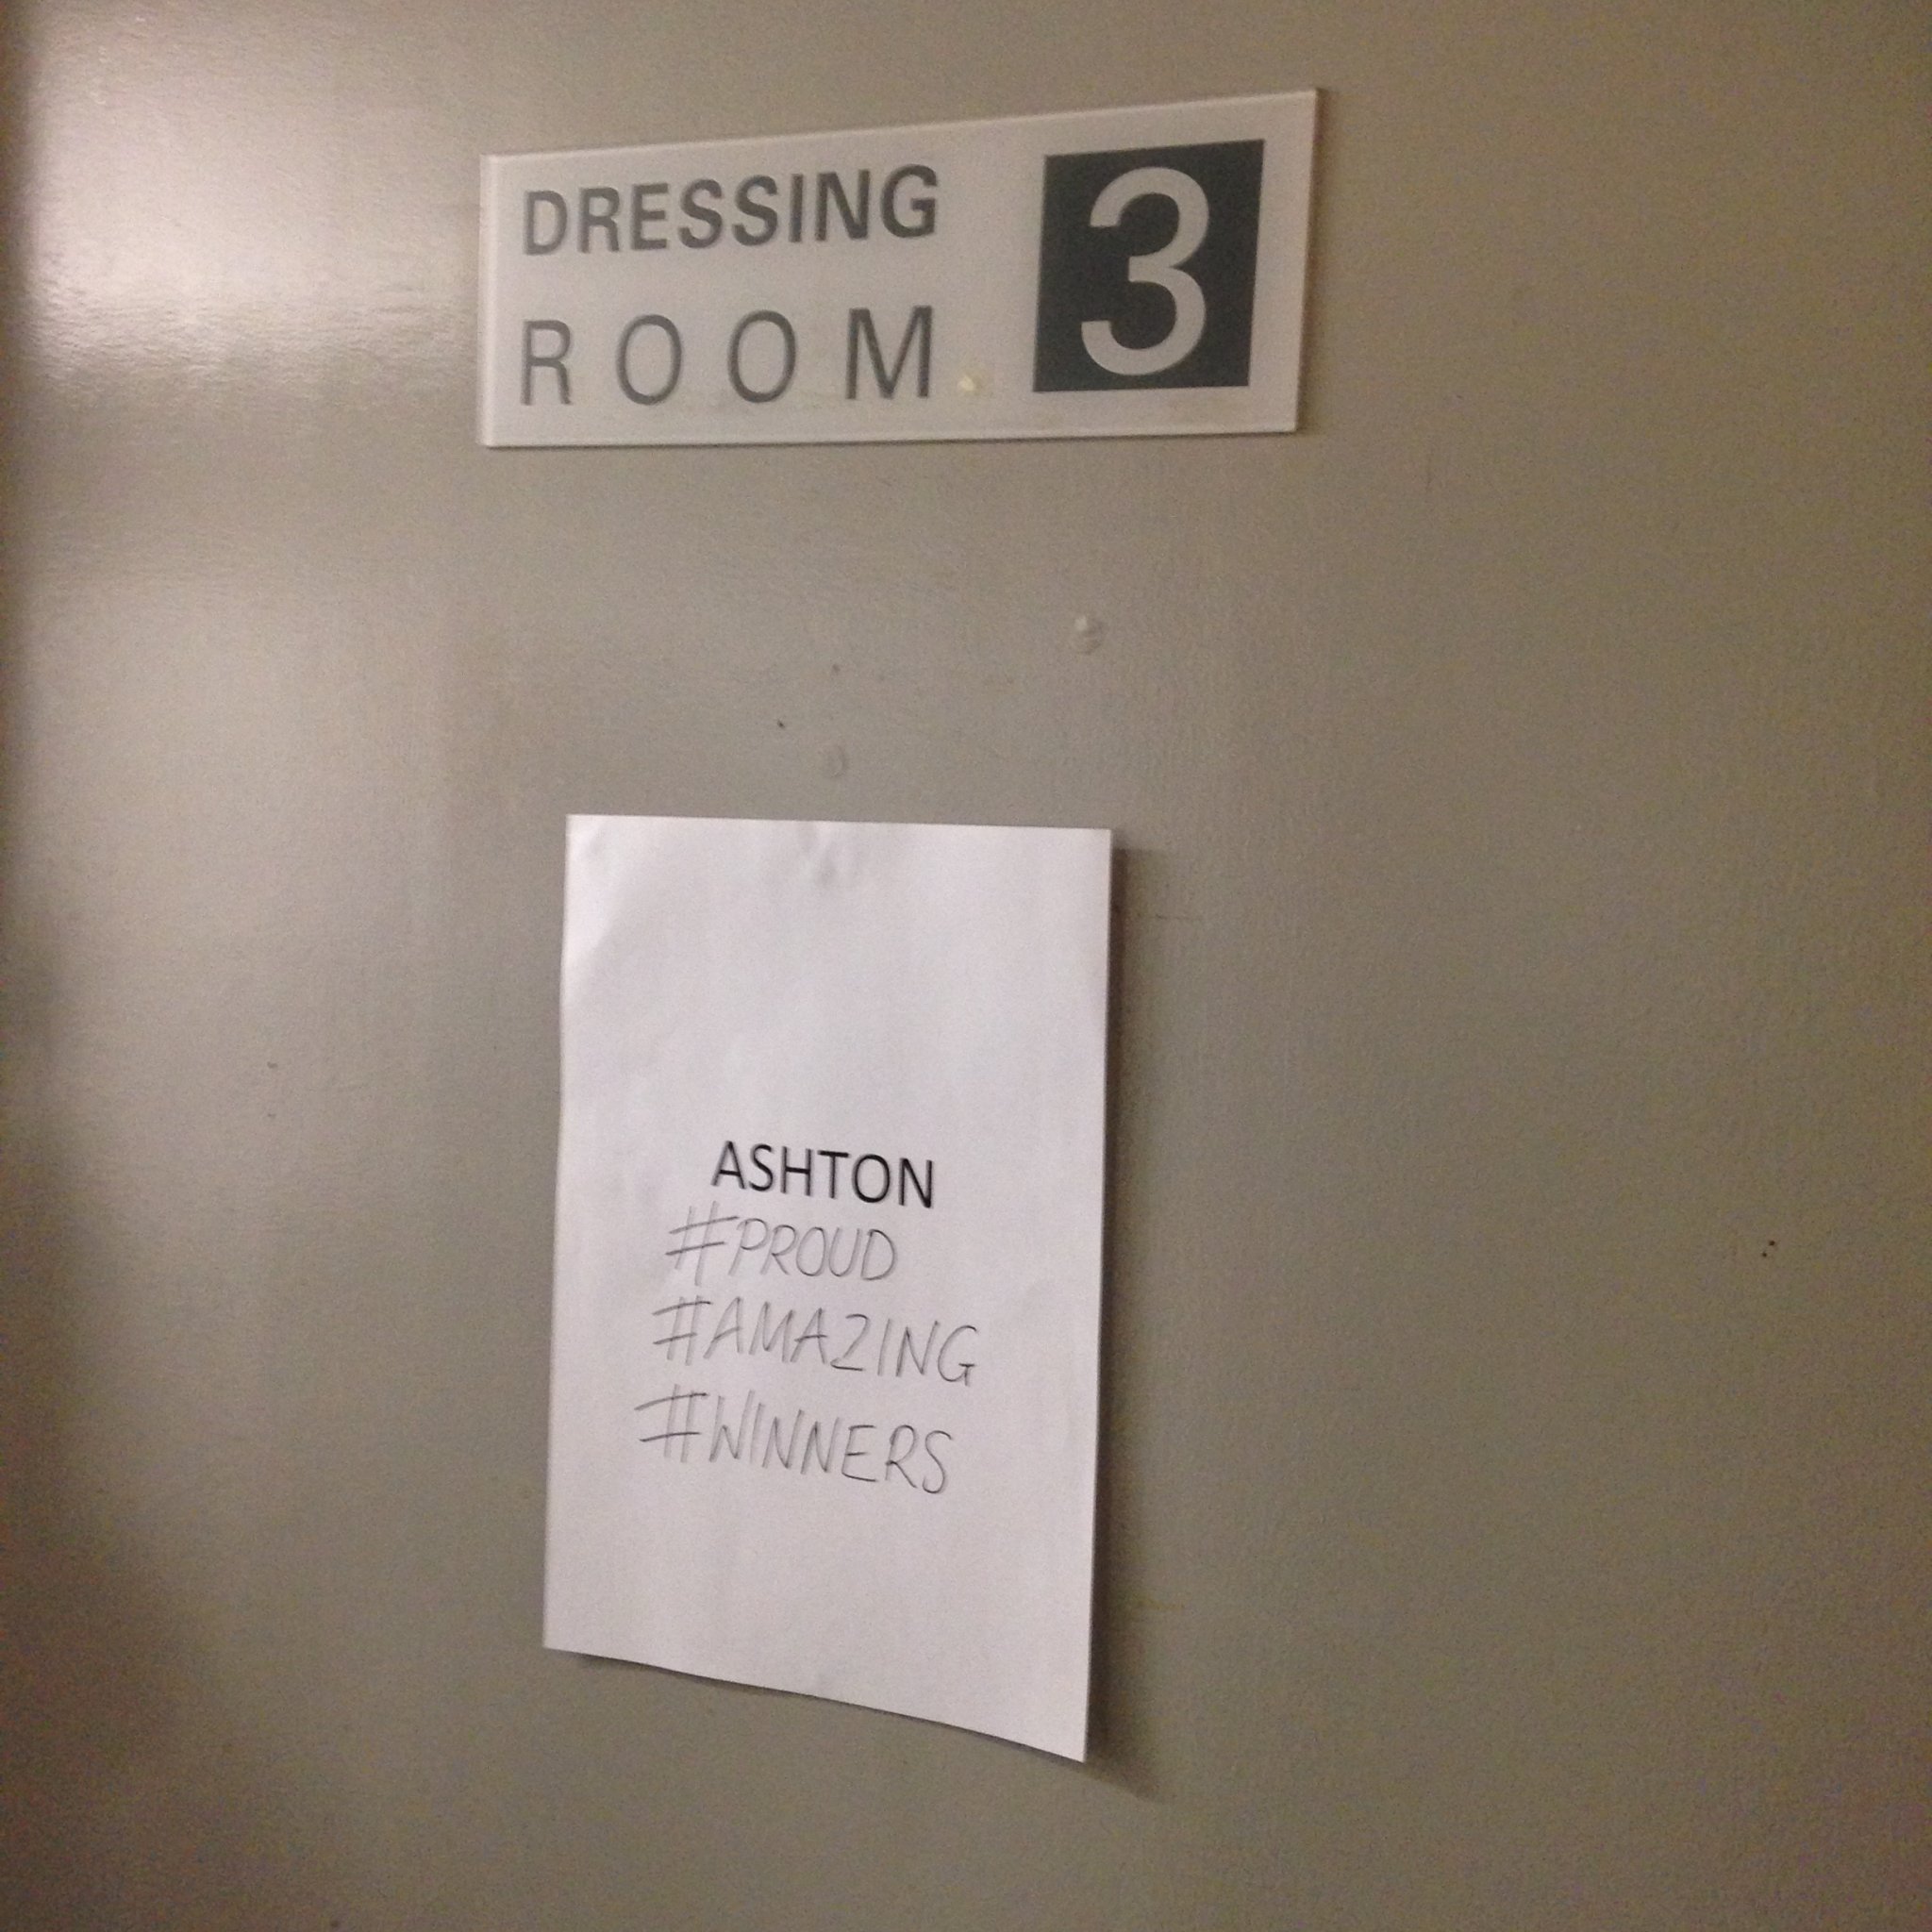 DRESSING
ROOM 3
ASHTON
#PROUD
#AMAZING
#WINNERS